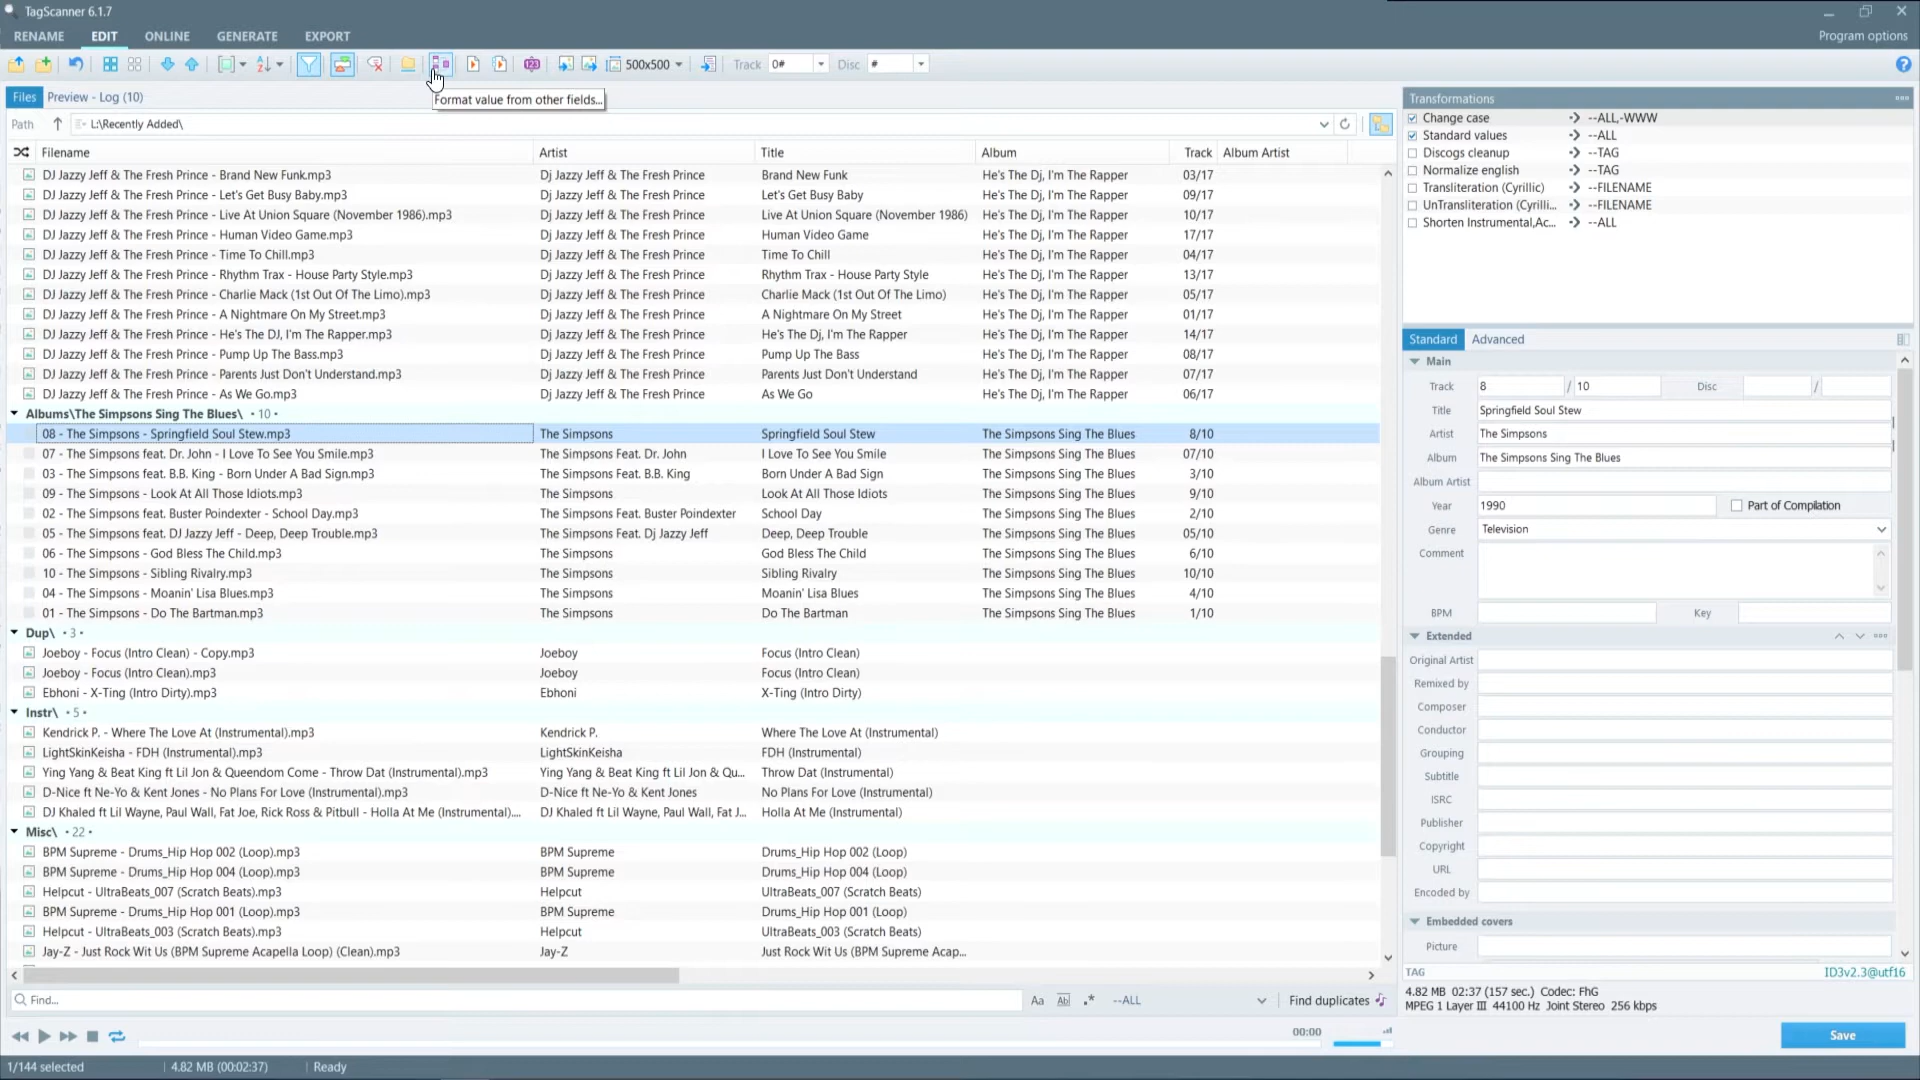 TagScanner 6.1.7
RENAME EDIT ONLINE GENERATE EXPORT Program options
500x500 Track 0# Disc #
Format value from other fields...
Files Preview - Log (10)
Path L:\Recently Added\
Filename Artist Title Album Track Album Artist
DJ Jazzy Jeff & The Fresh Prince - Brand New Funk.mp3 Dj Jazzy Jeff & The Fresh Prince Brand New Funk He's The Dj, I'm The Rapper 03/17
DJ Jazzy Jeff & The Fresh Prince - Let's Get Busy Baby.mp3 Dj Jazzy Jeff & The Fresh Prince Let's Get Busy Baby He's The Dj, I'm The Rapper 09/17
DJ Jazzy Jeff & The Fresh Prince - Live At Union Square (November 1986).mp3 Dj Jazzy Jeff & The Fresh Prince Live At Union Square (November 1986) He's The Dj, I'm The Rapper 10/17
DJ Jazzy Jeff & The Fresh Prince - Human Video Game.mp3 Dj Jazzy Jeff & The Fresh Prince Human Video Game He's The Dj, I'm The Rapper 17/17
DJ Jazzy Jeff & The Fresh Prince - Time To Chill.mp3 Dj Jazzy Jeff & The Fresh Prince Time To Chill He's The Dj, I'm The Rapper 04/17
DJ Jazzy Jeff & The Fresh Prince - Rhythm Trax - House Party Style.mp3 Dj Jazzy Jeff & The Fresh Prince Rhythm Trax - House Party Style He's The Dj, I'm The Rapper 13/17
DJ Jazzy Jeff & The Fresh Prince - Charlie Mack (1st Out Of The Limo).mp3 Dj Jazzy Jeff & The Fresh Prince Charlie Mack (1st Out Of The Limo) He's The Dj, I'm The Rapper 05/17
DJ Jazzy Jeff & The Fresh Prince - A Nightmare On My Street.mp3 Dj Jazzy Jeff & The Fresh Prince A Nightmare On My Street He's The Dj, I'm The Rapper 01/17
DJ Jazzy Jeff & The Fresh Prince - He's The DJ, I'm The Rapper.mp3 Dj Jazzy Jeff & The Fresh Prince He's The Dj, I'm The Rapper He's The Dj, I'm The Rapper 14/17
DJ Jazzy Jeff & The Fresh Prince - Pump Up The Bass.mp3 Dj Jazzy Jeff & The Fresh Prince Pump Up The Bass He's The Dj, I'm The Rapper 08/17
DJ Jazzy Jeff & The Fresh Prince - Parents Just Don't Understand.mp3 Dj Jazzy Jeff & The Fresh Prince Parents Just Don't Understand He's The Dj, I'm The Rapper 07/17
DJ Jazzy Jeff & The Fresh Prince - As We Go.mp3 Dj Jazzy Jeff & The Fresh Prince As We Go He's The Dj, I'm The Rapper 06/17
Albums\The Simpsons Sing The Blues\ • 10 •
08 - The Simpsons - Springfield Soul Stew.mp3 The Simpsons Springfield Soul Stew The Simpsons Sing The Blues 8/10
07 - The Simpsons feat. Dr. John - I Love To See You Smile.mp3 The Simpsons Feat. Dr. John I Love To See You Smile The Simpsons Sing The Blues 07/10
03 - The Simpsons feat. B.B. King - Born Under A Bad Sign.mp3 The Simpsons Feat. B.B. King Born Under A Bad Sign The Simpsons Sing The Blues 3/10
09 - The Simpsons - Look At All Those Idiots.mp3 The Simpsons Look At All Those Idiots The Simpsons Sing The Blues 9/10
02 - The Simpsons feat. Buster Poindexter - School Day.mp3 The Simpsons Feat. Buster Poindexter School Day The Simpsons Sing The Blues 2/10
05 - The Simpsons feat. DJ Jazzy Jeff - Deep, Deep Trouble.mp3 The Simpsons Feat. Dj Jazzy Jeff Deep, Deep Trouble The Simpsons Sing The Blues 05/10
06 - The Simpsons - God Bless The Child.mp3 The Simpsons God Bless The Child The Simpsons Sing The Blues 6/10
10 - The Simpsons - Sibling Rivalry.mp3 The Simpsons Sibling Rivalry The Simpsons Sing The Blues 10/10
04 - The Simpsons - Moanin' Lisa Blues.mp3 The Simpsons Moanin' Lisa Blues The Simpsons Sing The Blues 4/10
01 - The Simpsons - Do The Bartman.mp3 The Simpsons Do The Bartman The Simpsons Sing The Blues 1/10
Dup\ • 3 •
Joeboy - Focus (Intro Clean) - Copy.mp3 Joeboy Focus (Intro Clean)
Joeboy - Focus (Intro Clean).mp3 Joeboy Focus (Intro Clean)
Ebhoni - X-Ting (Intro Dirty).mp3 Ebhoni X-Ting (Intro Dirty)
Instr\ • 5 •
Kendrick P. - Where The Love At (Instrumental).mp3 Kendrick P. Where The Love At (Instrumental)
LightSkinKeisha - FDH (Instrumental).mp3 LightSkinKeisha FDH (Instrumental)
Ying Yang & Beat King ft Lil Jon & Queendom Come - Throw Dat (Instrumental).mp3 Ying Yang & Beat King ft Lil Jon & Qu... Throw Dat (Instrumental)
D-Nice ft Ne-Yo & Kent Jones - No Plans For Love (Instrumental).mp3 D-Nice ft Ne-Yo & Kent Jones No Plans For Love (Instrumental)
DJ Khaled ft Lil Wayne, Paul Wall, Fat Joe, Rick Ross & Pitbull - Holla At Me (Instrumental).... DJ Khaled ft Lil Wayne, Paul Wall, Fat J... Holla At Me (Instrumental)
Misc\ • 22 •
BPM Supreme - Drums_Hip Hop 002 (Loop).mp3 BPM Supreme Drums_Hip Hop 002 (Loop)
BPM Supreme - Drums_Hip Hop 004 (Loop).mp3 BPM Supreme Drums_Hip Hop 004 (Loop)
Helpcut - UltraBeats_007 (Scratch Beats).mp3 Helpcut UltraBeats_007 (Scratch Beats)
BPM Supreme - Drums_Hip Hop 001 (Loop).mp3 BPM Supreme Drums_Hip Hop 001 (Loop)
Helpcut - UltraBeats_003 (Scratch Beats).mp3 Helpcut UltraBeats_003 (Scratch Beats)
Jay-Z - Just Rock Wit Us (BPM Supreme Acapella Loop) (Clean).mp3 Jay-Z Just Rock Wit Us (BPM Supreme Acap...
Find... Aa Ab .* --ALL Find duplicates
00:00
1/144 selected 4.82 MB (00:02:37) Ready
Transformations
Change case --ALL,-WWW
Standard values --ALL
Discogs cleanup --TAG
Normalize english --TAG
Transliteration (Cyrillic) --FILENAME
UnTransliteration (Cyrilli... --FILENAME
Shorten Instrumental,Ac... --ALL
Standard Advanced
Main
Track 8 / 10 Disc /
Title Springfield Soul Stew
Artist The Simpsons
Album The Simpsons Sing The Blues
Album Artist
Year 1990 Part of Compilation
Genre Television
Comment
BPM Key
Extended
Original Artist
Remixed by
Composer
Conductor
Grouping
Subtitle
ISRC
Publisher
Copyright
URL
Encoded by
Embedded covers
Picture
TAG ID3v2.3@utf16
4.82 MB 02:37 (157 sec.) Codec: FhG
MPEG 1 Layer III 44100 Hz Joint Stereo 256 kbps
Save